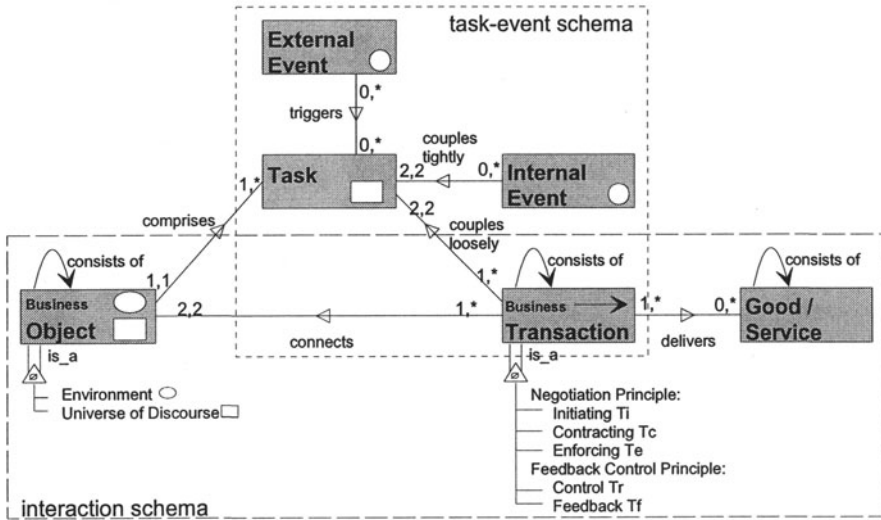 task-event schema
External
Event
0,*
triggers
0,*
couples
tightly
Task
2,2
0,*
Internal
Event
1,*
2,2
comprises
couples
loosely
consists of
consists of
consists of
1,1
1,*
Business
Object
2,2
1,*
Business
Transaction
1,*
0,*
Good /
Service
connects
delivers
is_a
is_a
Environment
Universe of Discourse
Negotiation Principle:
Initiating Ti
Contracting Tc
Enforcing Te
Feedback Control Principle:
Control Tr
Feedback Tf
interaction schema